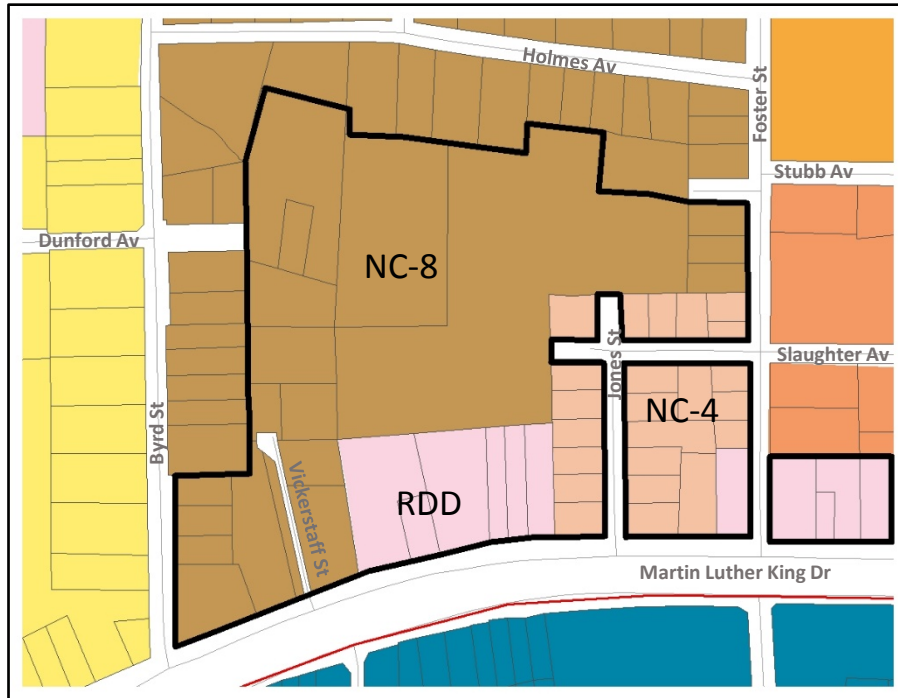 Holmes Av
Foster St
Stubb Av
Dunford Av
NC-8
Slaughter Av
Jones St
NC-4
Byrd St
Vickerstaff St
RDD
Martin Luther King Dr